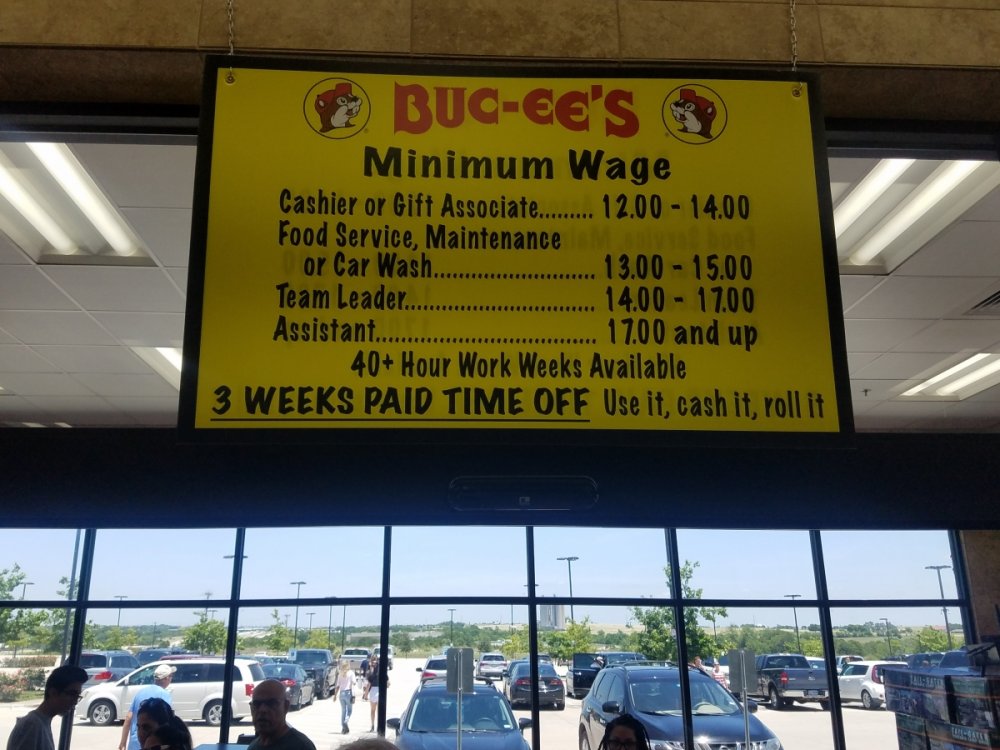 BUC-EE'S
Minimum Wage
Cashier or Gift Associate......... 12.00 - 14.00
Food Service, Maintenance
or Car Wash.......................... 13.00 - 15.00
Team Leader.............................. 14.00 - 17.00
Assistant.................................... 17.00 and up
40+ Hour Work Weeks Available
3 WEEKS PAID TIME OFF Use it, cash it, roll it